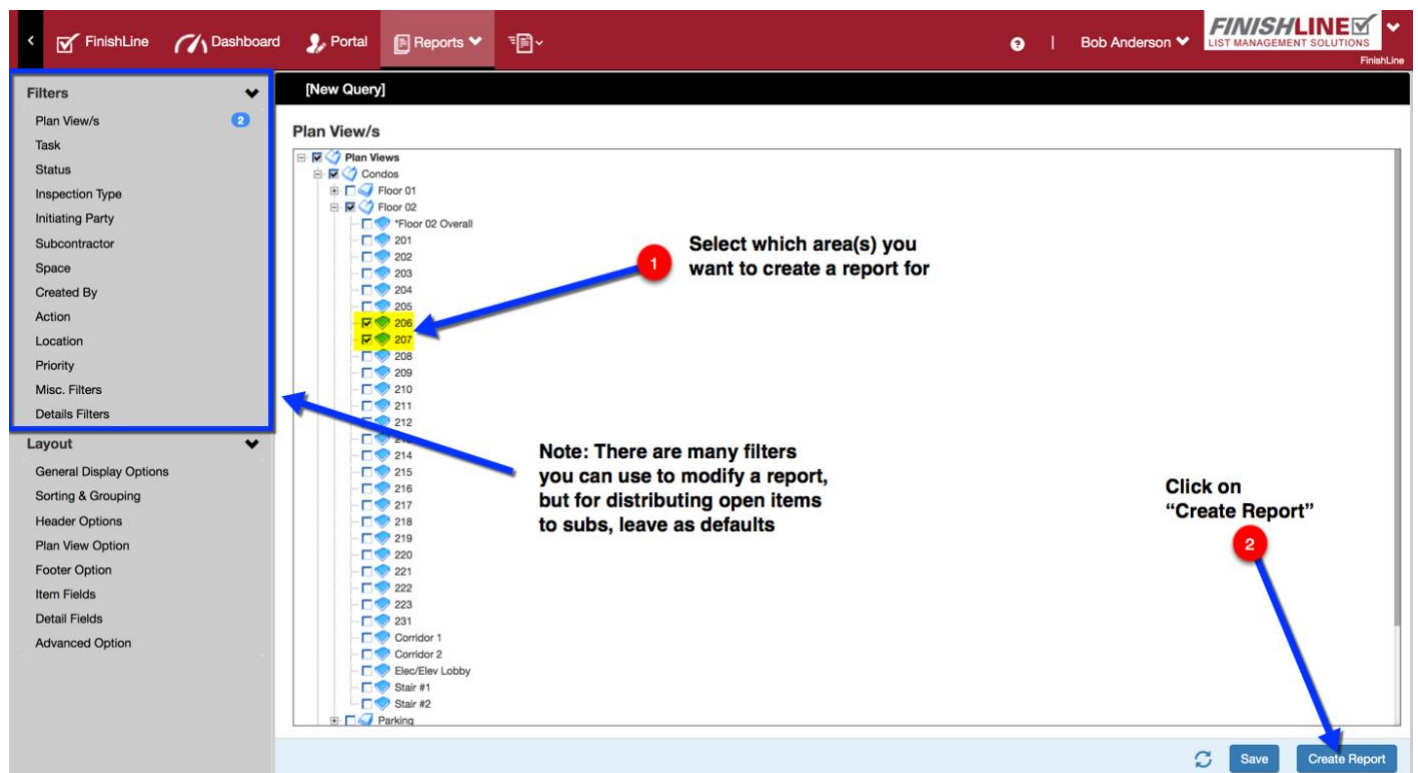 FinishLine
Dashboard
Portal
Reports
?
|
Bob Anderson
FINISHLINE
LIST MANAGEMENT SOLUTIONS
FinishLine
Filters
Plan View/s 2
Task
Status
Inspection Type
Initiating Party
Subcontractor
Space
Created By
Action
Location
Priority
Misc. Filters
Details Filters
Layout
General Display Options
Sorting & Grouping
Header Options
Plan View Option
Footer Option
Item Fields
Detail Fields
Advanced Option
[New Query]
Plan View/s
Plan Views
Condos
Floor 01
Floor 02
*Floor 02 Overall
201
202
203
204
205
206
207
208
209
210
211
212
214
215
216
217
218
219
220
221
222
223
231
Corridor 1
Corridor 2
Elec/Elev Lobby
Stair #1
Stair #2
Parking
1
Select which area(s) you
want to create a report for
Note: There are many filters
you can use to modify a report,
but for distributing open items
to subs, leave as defaults
Click on
“Create Report”
2
Save
Create Report